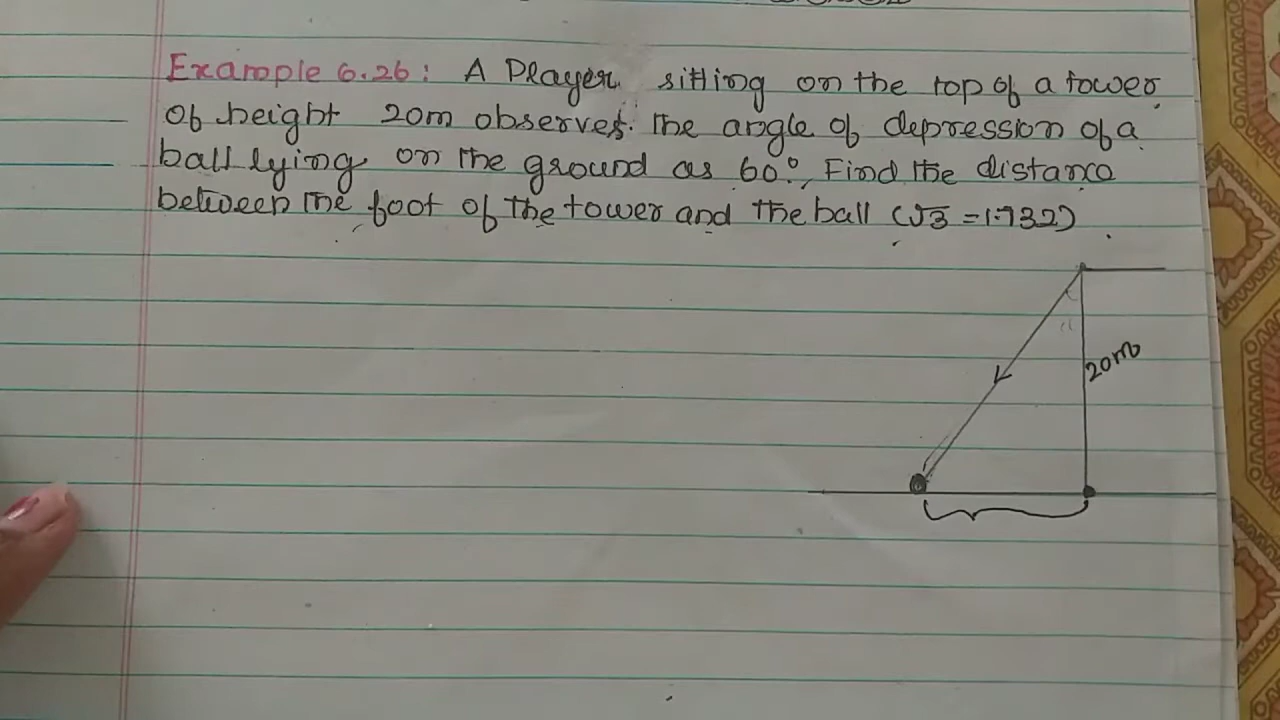 Example 6.26: A Player sitting on the top of a tower
of height 20m observes the angle of depression of a
ball lying on the ground as 60°, Find the distance
between the foot of the tower and the ball (√3 = 1.732)
20m